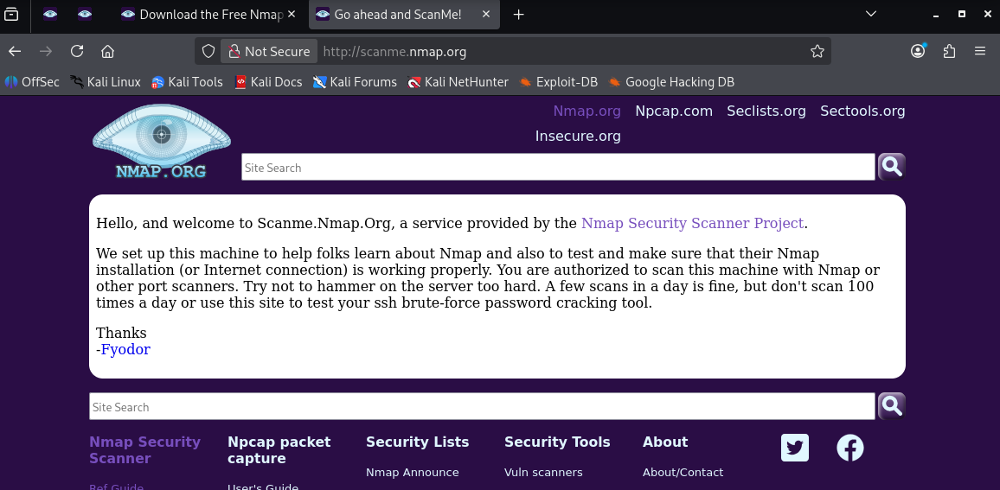 Download the Free Nmap
Go ahead and ScanMe!
Not Secure
http://scanme.nmap.org
OffSec Kali Linux Kali Tools Kali Docs Kali Forums Kali NetHunter Exploit-DB Google Hacking DB
Nmap.org Npcap.com Seclists.org Sectools.org
Insecure.org
NMAP.ORG
Site Search
Hello, and welcome to Scanme.Nmap.Org, a service provided by the Nmap Security Scanner Project.
We set up this machine to help folks learn about Nmap and also to test and make sure that their Nmap
installation (or Internet connection) is working properly. You are authorized to scan this machine with Nmap or
other port scanners. Try not to hammer on the server too hard. A few scans in a day is fine, but don't scan 100
times a day or use this site to test your ssh brute-force password cracking tool.
Thanks
-Fyodor
Site Search
Nmap Security
Scanner
Ref Guide
Npcap packet
capture
User's Guide
Security Lists
Nmap Announce
Security Tools
Vuln scanners
About
About/Contact